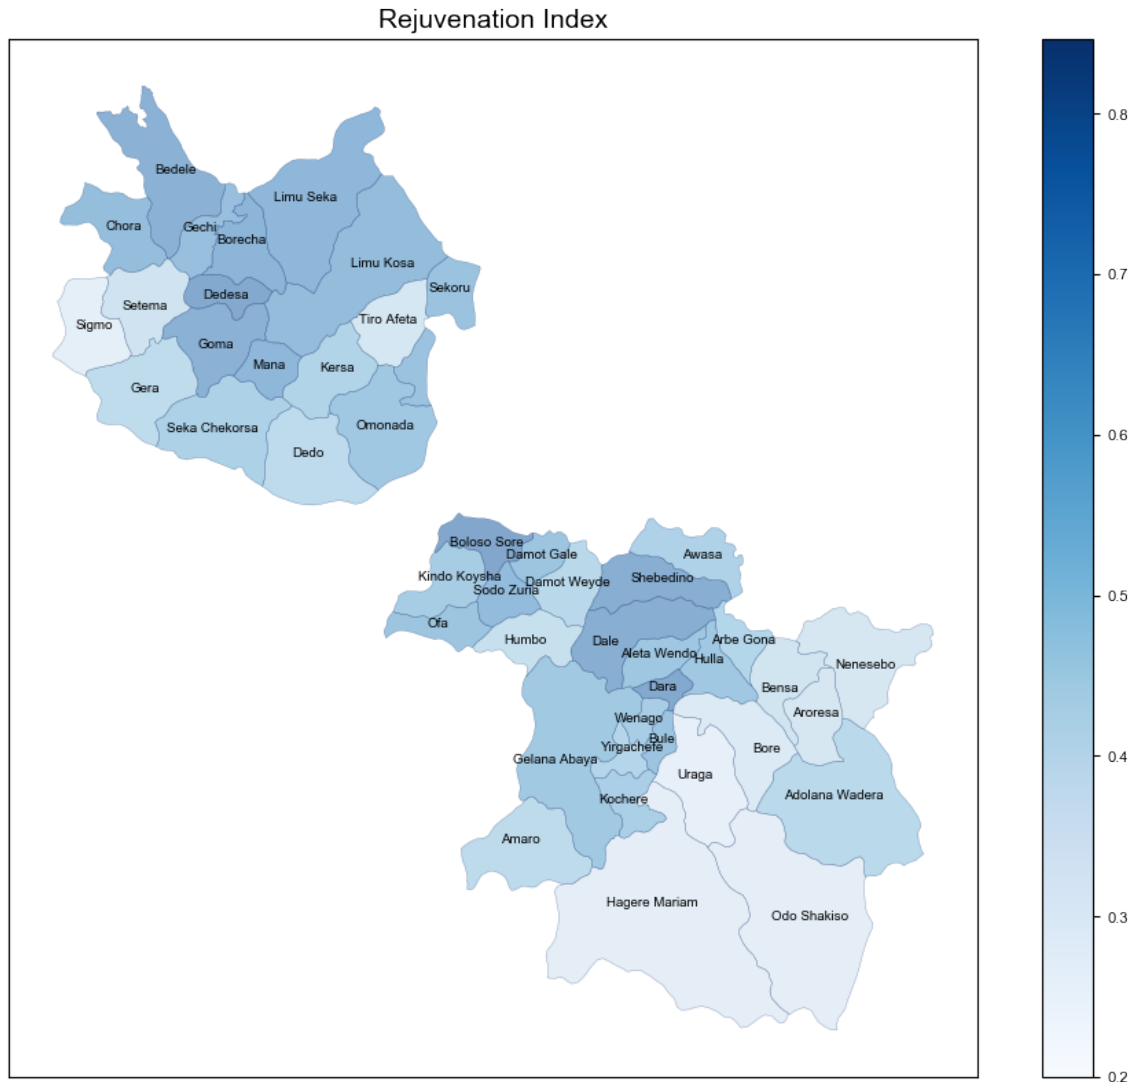 Rejuvenation Index
Bedele
Limu Seka
Chora
Gechi
Borecha
Limu Kosa
Sekoru
Dedesa
Setema
Tiro Afeta
Sigmo
Goma
Mana
Kersa
Gera
Seka Chekorsa
Omonada
Dedo
Boloso Sore
Damot Gale
Awasa
Kindo Koysha
Damot Weyde
Shebedino
Sodo Zuria
Ofa
Humbo
Dale
Arbe Gona
Aleta Wendo
Hulla
Nenesebo
Dara
Bensa
Aroresa
Wenago
Bule
Yirgachefe
Bore
Gelana Abaya
Uraga
Kochere
Adolana Wadera
Amaro
Hagere Mariam
Odo Shakiso
0.8
0.7
0.6
0.5
0.4
0.3
0.2